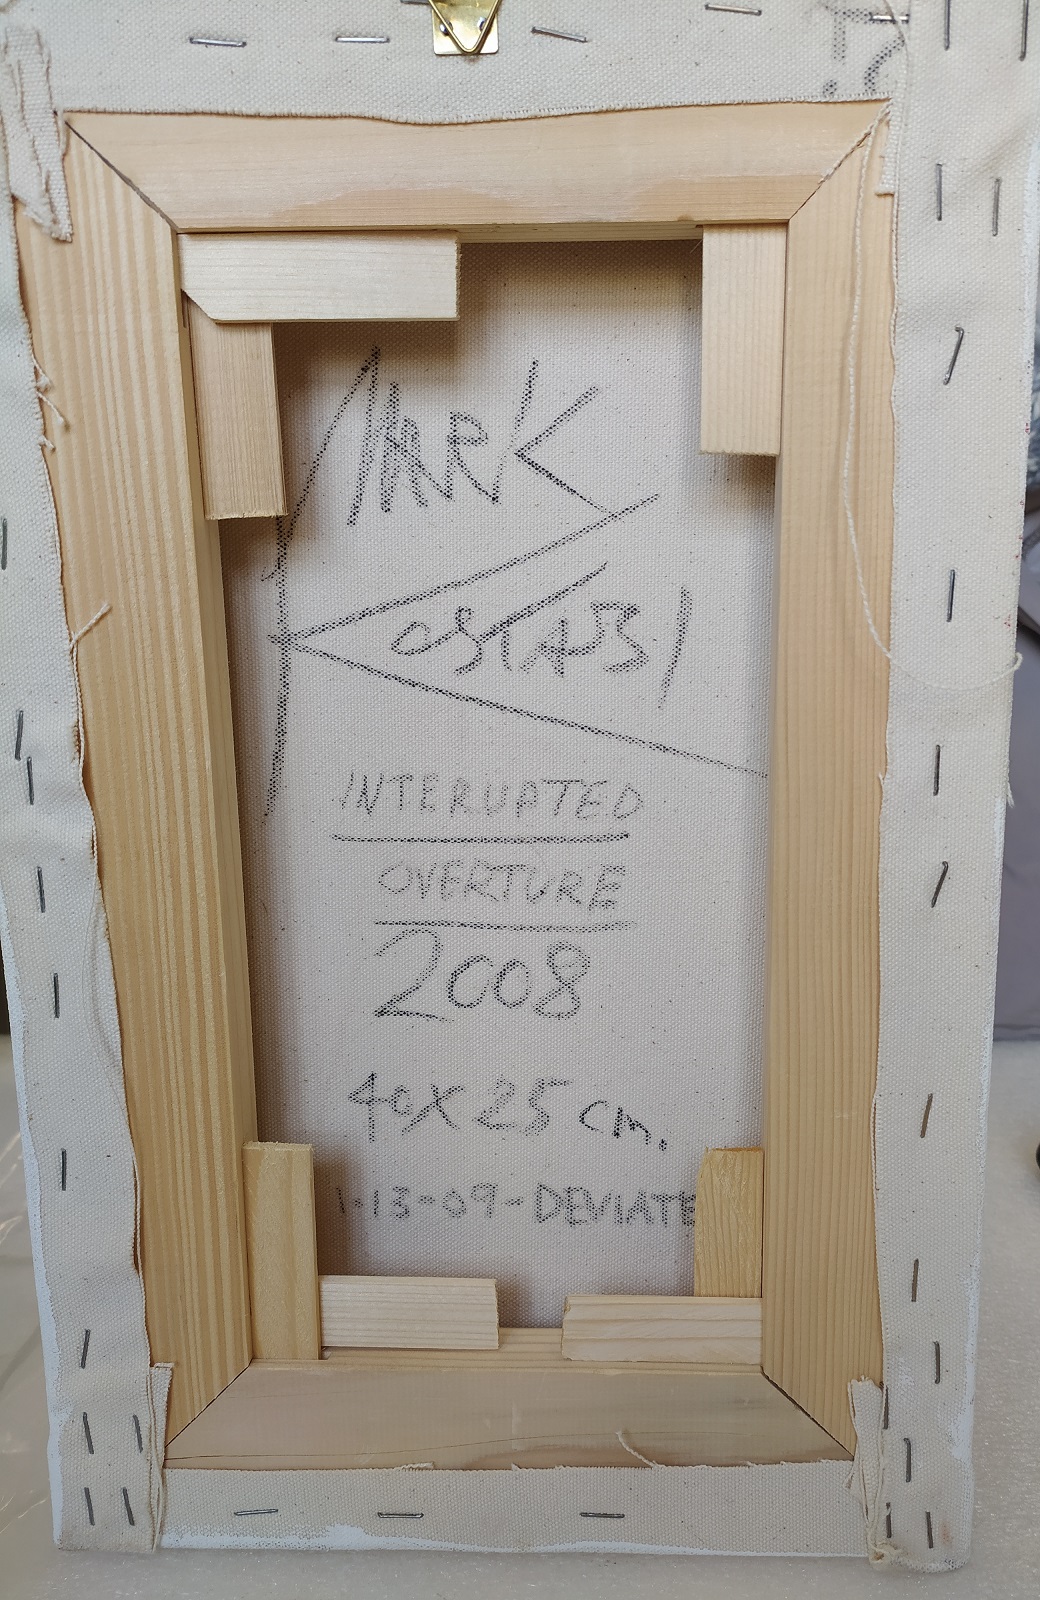 MARK
KOSTABI
INTERUPTED
OVERTURE
2008
40x25 cm.
1-13-09-DEVIATE